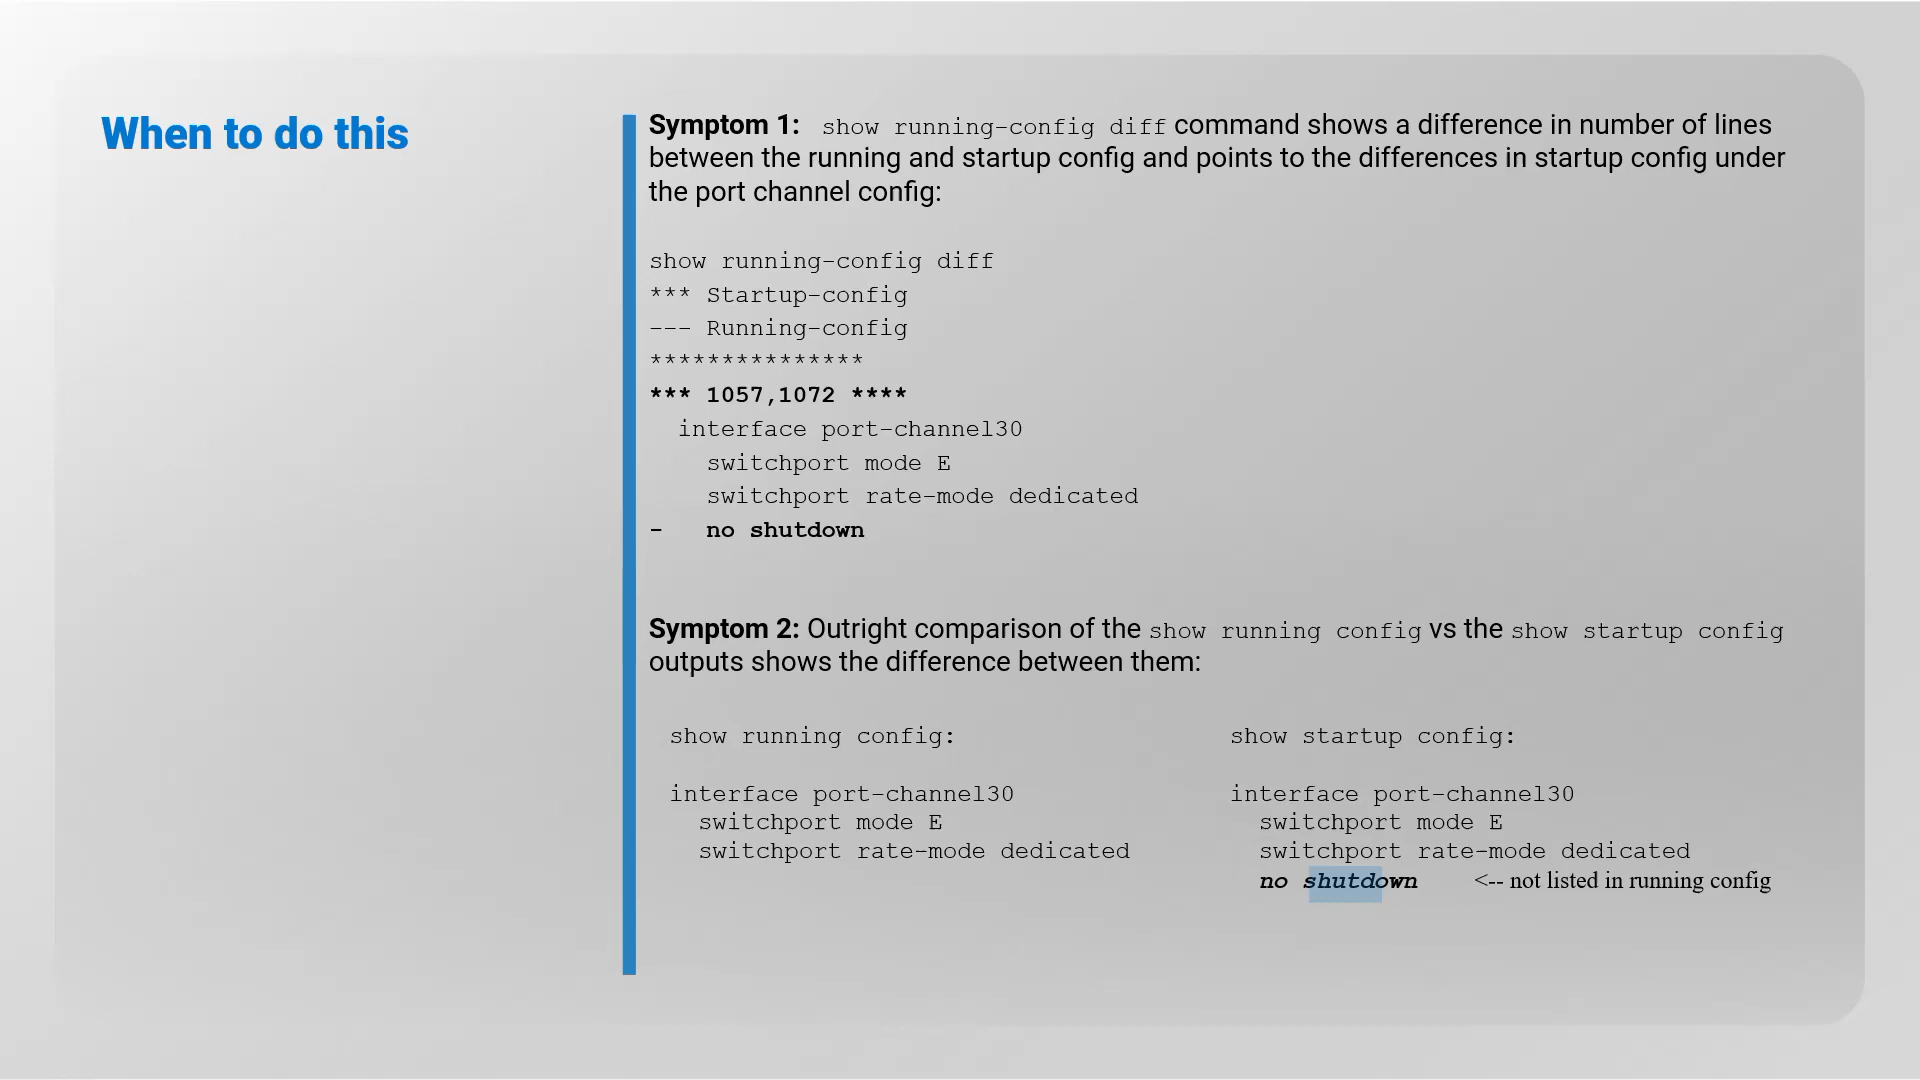 When to do this
Symptom 1: show running-config diff command shows a difference in number of lines
between the running and startup config and points to the differences in startup config under
the port channel config:
show running-config diff
*** Startup-config
--- Running-config
***************
*** 1057,1072 ****
interface port-channel30
switchport mode E
switchport rate-mode dedicated
- no shutdown
Symptom 2: Outright comparison of the show running config vs the show startup config
outputs shows the difference between them:
show running config:
interface port-channel30
switchport mode E
switchport rate-mode dedicated
show startup config:
interface port-channel30
switchport mode E
switchport rate-mode dedicated
no shutdown <-- not listed in running config